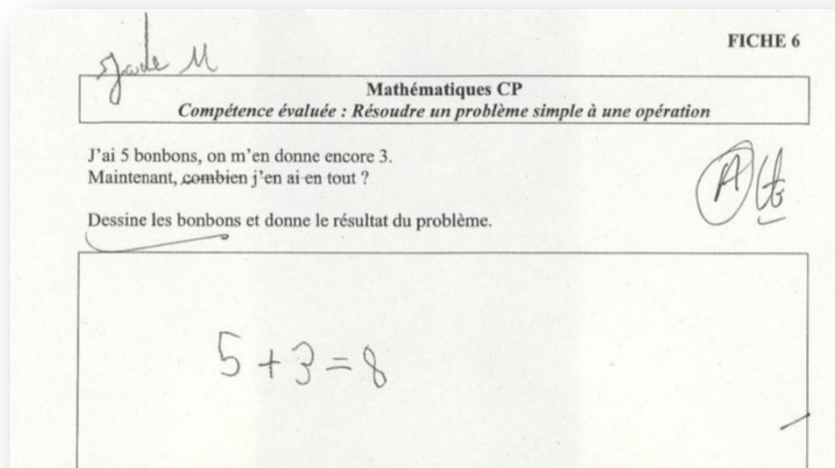 Jade M
FICHE 6
Mathématiques CP
Compétence évaluée : Résoudre un problème simple à une opération
J'ai 5 bonbons, on m'en donne encore 3.
Maintenant, combien j'en ai en tout ?
A tb
Dessine les bonbons et donne le résultat du problème.
5 + 3 = 8